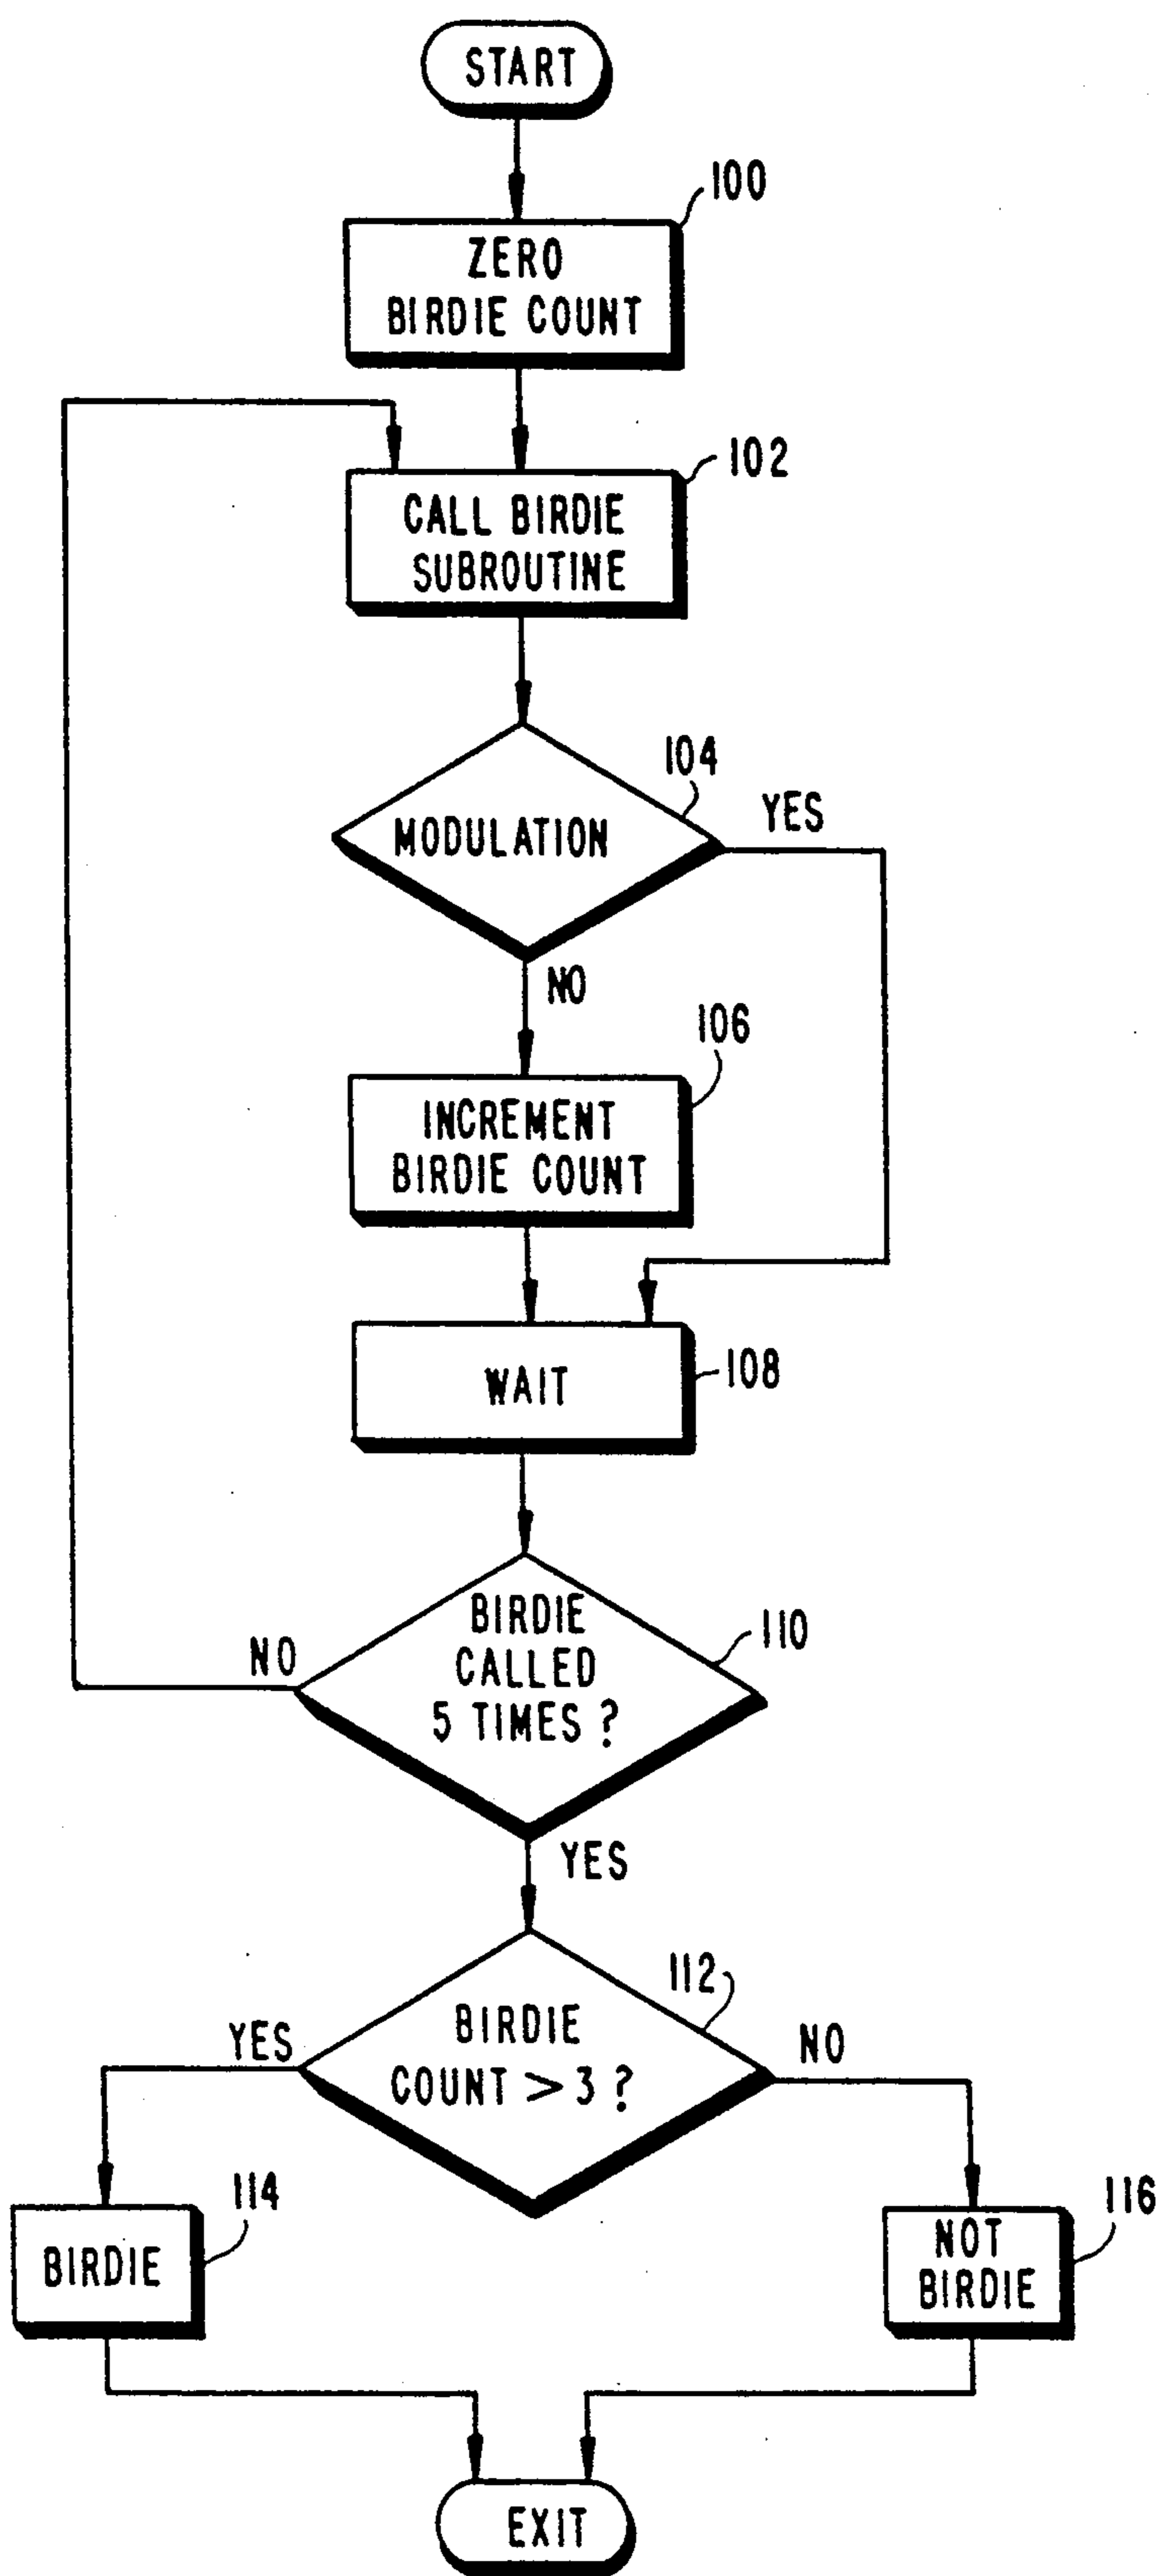 START
100
ZERO
BIRDIE COUNT
102
CALL BIRDIE
SUBROUTINE
104
YES
MODULATION
NO
106
INCREMENT
BIRDIE COUNT
WAIT
108
BIRDIE
CALLED
5 TIMES ?
110
NO
YES
112
BIRDIE
COUNT > 3 ?
YES
NO
114
BIRDIE
116
NOT
BIRDIE
EXIT